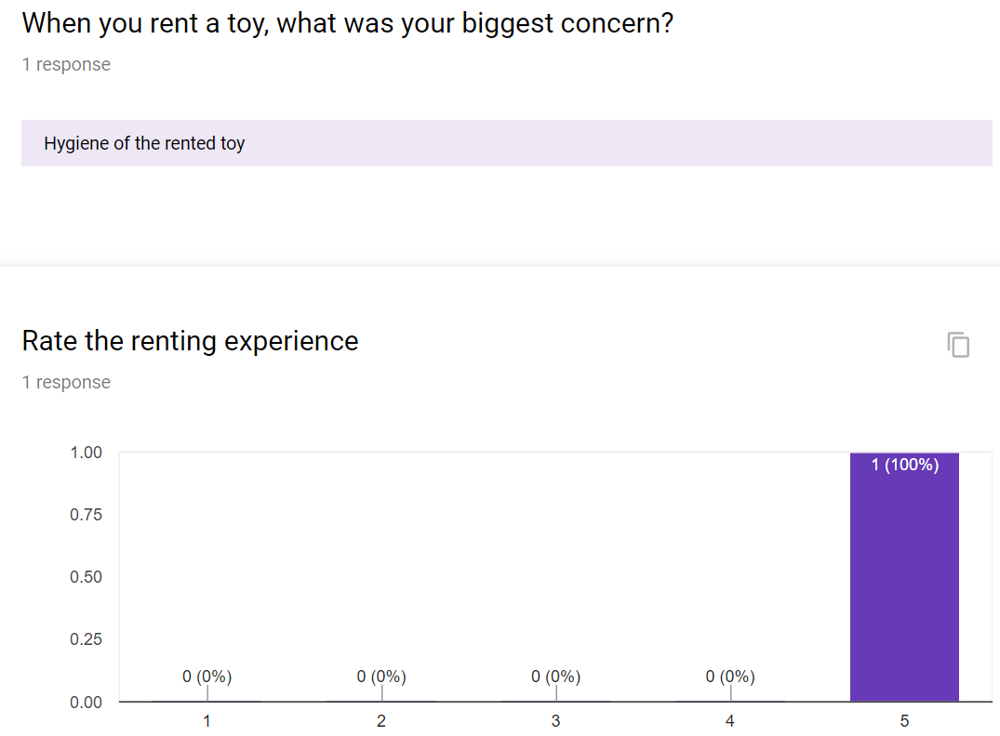 When you rent a toy, what was your biggest concern?
1 response
Hygiene of the rented toy
Rate the renting experience
1 response
1.00
0.75
0.50
0.25
0.00
0 (0%) 0 (0%) 0 (0%) 0 (0%) 1 (100%)
1 2 3 4 5